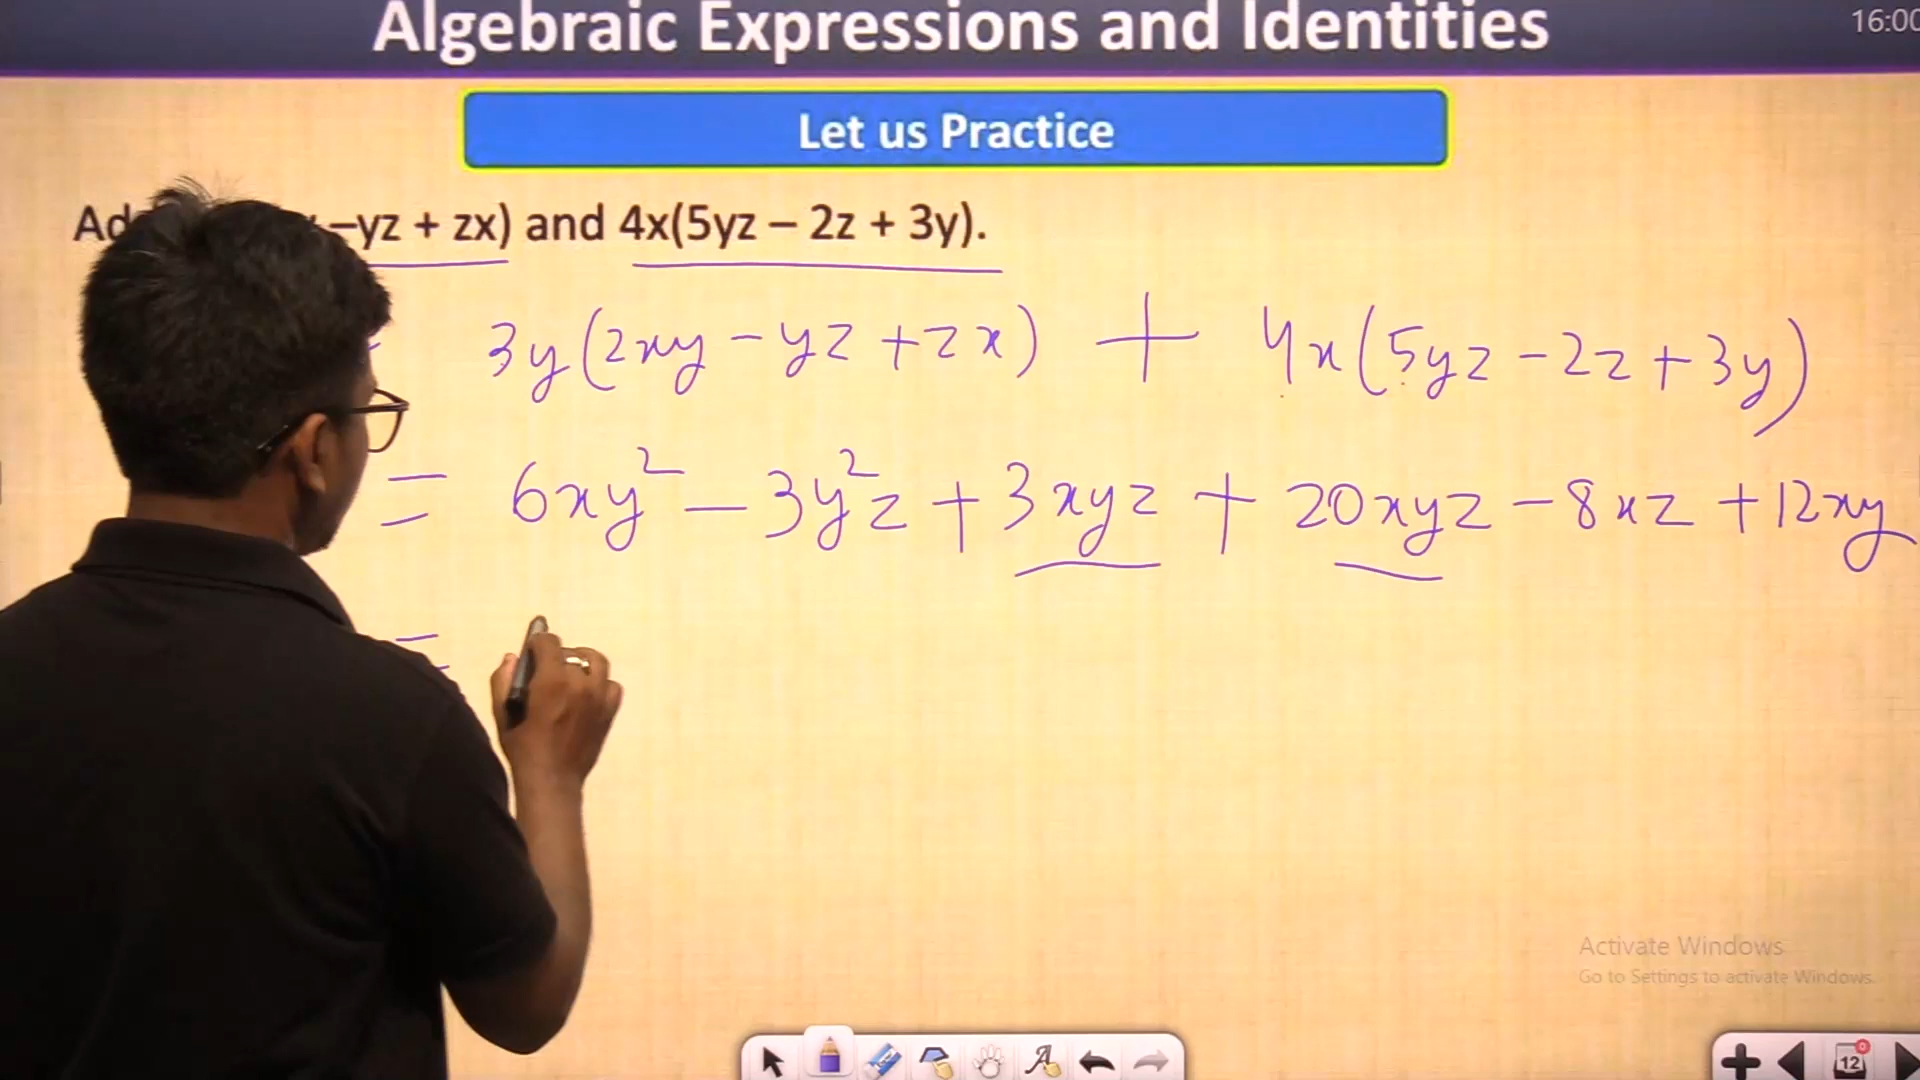 Algebraic Expressions and Identities
16:00
Let us Practice
–yz + zx) and 4x(5yz – 2z + 3y).
3y(2xy – yz + zx) + 4x(5yz – 2z + 3y)
= 6xy² – 3y²z + 3xyz + 20xyz – 8xz + 12xy
=
Activate Windows
Go to Settings to activate Windows.
12